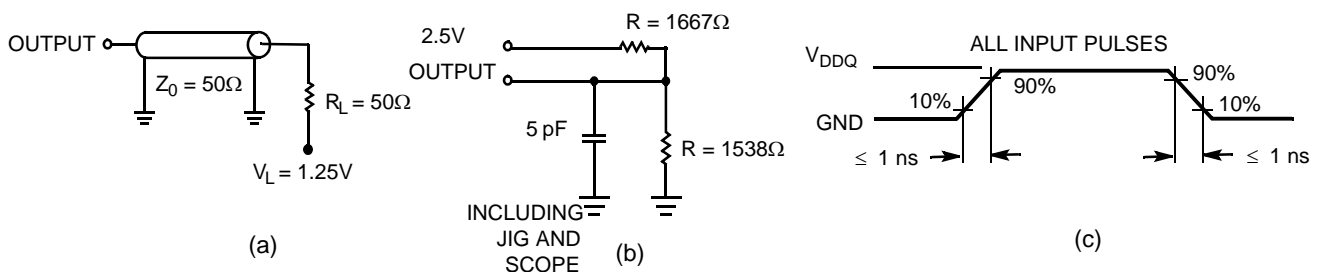 OUTPUT
Z0 = 50Ω
RL = 50Ω
VL = 1.25V
(a)
2.5V
R = 1667Ω
OUTPUT
5 pF
R = 1538Ω
INCLUDING
JIG AND
SCOPE
(b)
ALL INPUT PULSES
VDDQ
GND
10%
90%
90%
10%
≤ 1 ns
≤ 1 ns
(c)